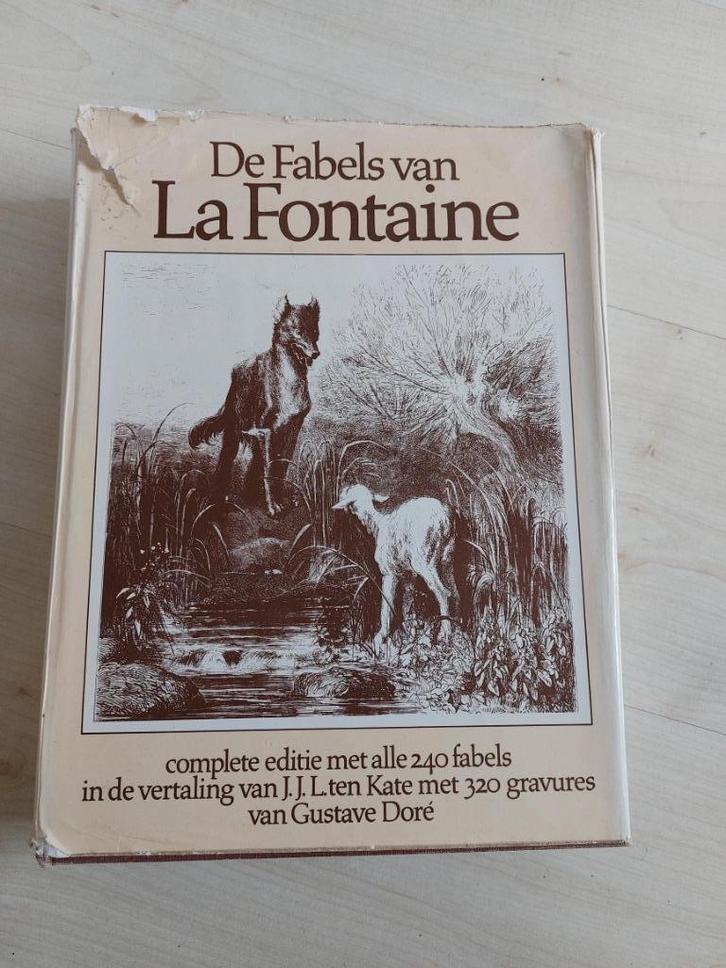 De Fabels van
La Fontaine
complete editie met alle 240 fabels
in de vertaling van J.J.L.ten Kate met 320 gravures
van Gustave Doré